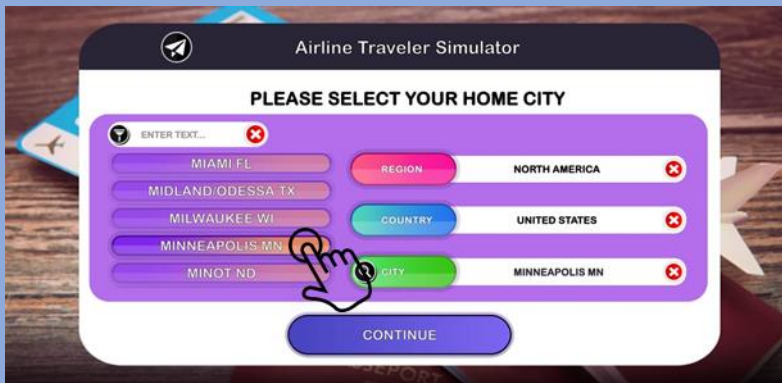 Airline Traveler Simulator
PLEASE SELECT YOUR HOME CITY
ENTER TEXT...
MIAMI FL
MIDLAND/ODESSA TX
MILWAUKEE WI
MINNEAPOLIS MN
MINOT ND
REGION NORTH AMERICA
COUNTRY UNITED STATES
CITY MINNEAPOLIS MN
CONTINUE